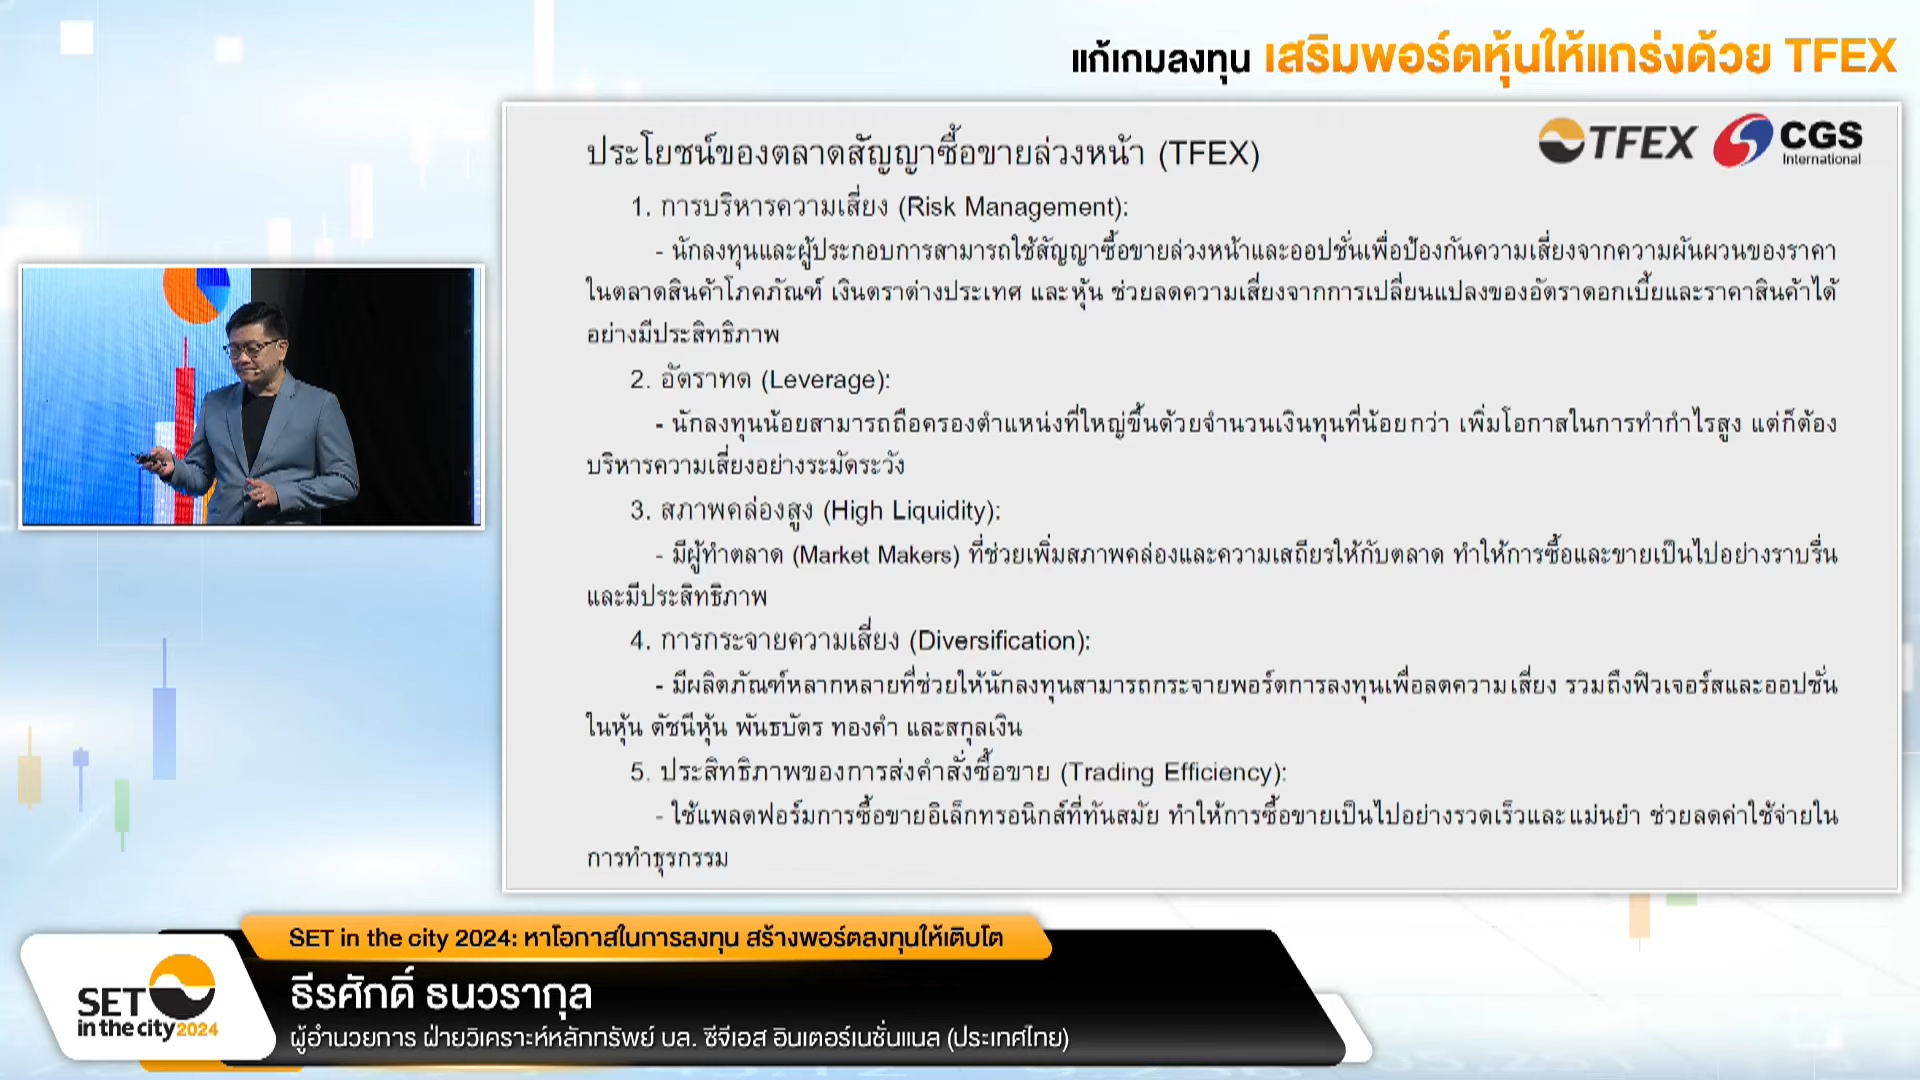 แก้เกมลงทุน เสริมพอร์ตหุ้นให้แกร่งด้วย TFEX
TFEX
CGS
International
ประโยชน์ของตลาดสัญญาซื้อขายล่วงหน้า (TFEX)
1. การบริหารความเสี่ยง (Risk Management):
- นักลงทุนและผู้ประกอบการสามารถใช้สัญญาซื้อขายล่วงหน้าและออปชั่นเพื่อป้องกันความเสี่ยงจากความผันผวนของราคา
ในตลาดสินค้าโภคภัณฑ์ เงินตราต่างประเทศ และหุ้น ช่วยลดความเสี่ยงจากการเปลี่ยนแปลงของอัตราดอกเบี้ยและราคาสินค้าได้
อย่างมีประสิทธิภาพ
2. อัตราทด (Leverage):
- นักลงทุนน้อยสามารถถือครองตำแหน่งที่ใหญ่ขึ้นด้วยจำนวนเงินทุนที่น้อยกว่า เพิ่มโอกาสในการทำกำไรสูง แต่ก็ต้อง
บริหารความเสี่ยงอย่างระมัดระวัง
3. สภาพคล่องสูง (High Liquidity):
- มีผู้ทำตลาด (Market Makers) ที่ช่วยเพิ่มสภาพคล่องและความเสถียรให้กับตลาด ทำให้การซื้อและขายเป็นไปอย่างราบรื่น
และมีประสิทธิภาพ
4. การกระจายความเสี่ยง (Diversification):
- มีผลิตภัณฑ์หลากหลายที่ช่วยให้นักลงทุนสามารถกระจายพอร์ตการลงทุนเพื่อลดความเสี่ยง รวมถึงฟิวเจอร์สและออปชั่น
ในหุ้น ดัชนีหุ้น พันธบัตร ทองคำ และสกุลเงิน
5. ประสิทธิภาพของการส่งคำสั่งซื้อขาย (Trading Efficiency):
- ใช้แพลตฟอร์มการซื้อขายอิเล็กทรอนิกส์ที่ทันสมัย ทำให้การซื้อขายเป็นไปอย่างรวดเร็วและแม่นยำ ช่วยลดค่าใช้จ่ายใน
การทำธุรกรรม
SET in the city 2024: หาโอกาสในการลงทุน สร้างพอร์ตลงทุนให้เติบโต
SET
in the city 2024
ธีรศักดิ์ ธนวรากุล
ผู้อำนวยการ ฝ่ายวิเคราะห์หลักทรัพย์ บล. ซีจีเอส อินเตอร์เนชั่นแนล (ประเทศไทย)